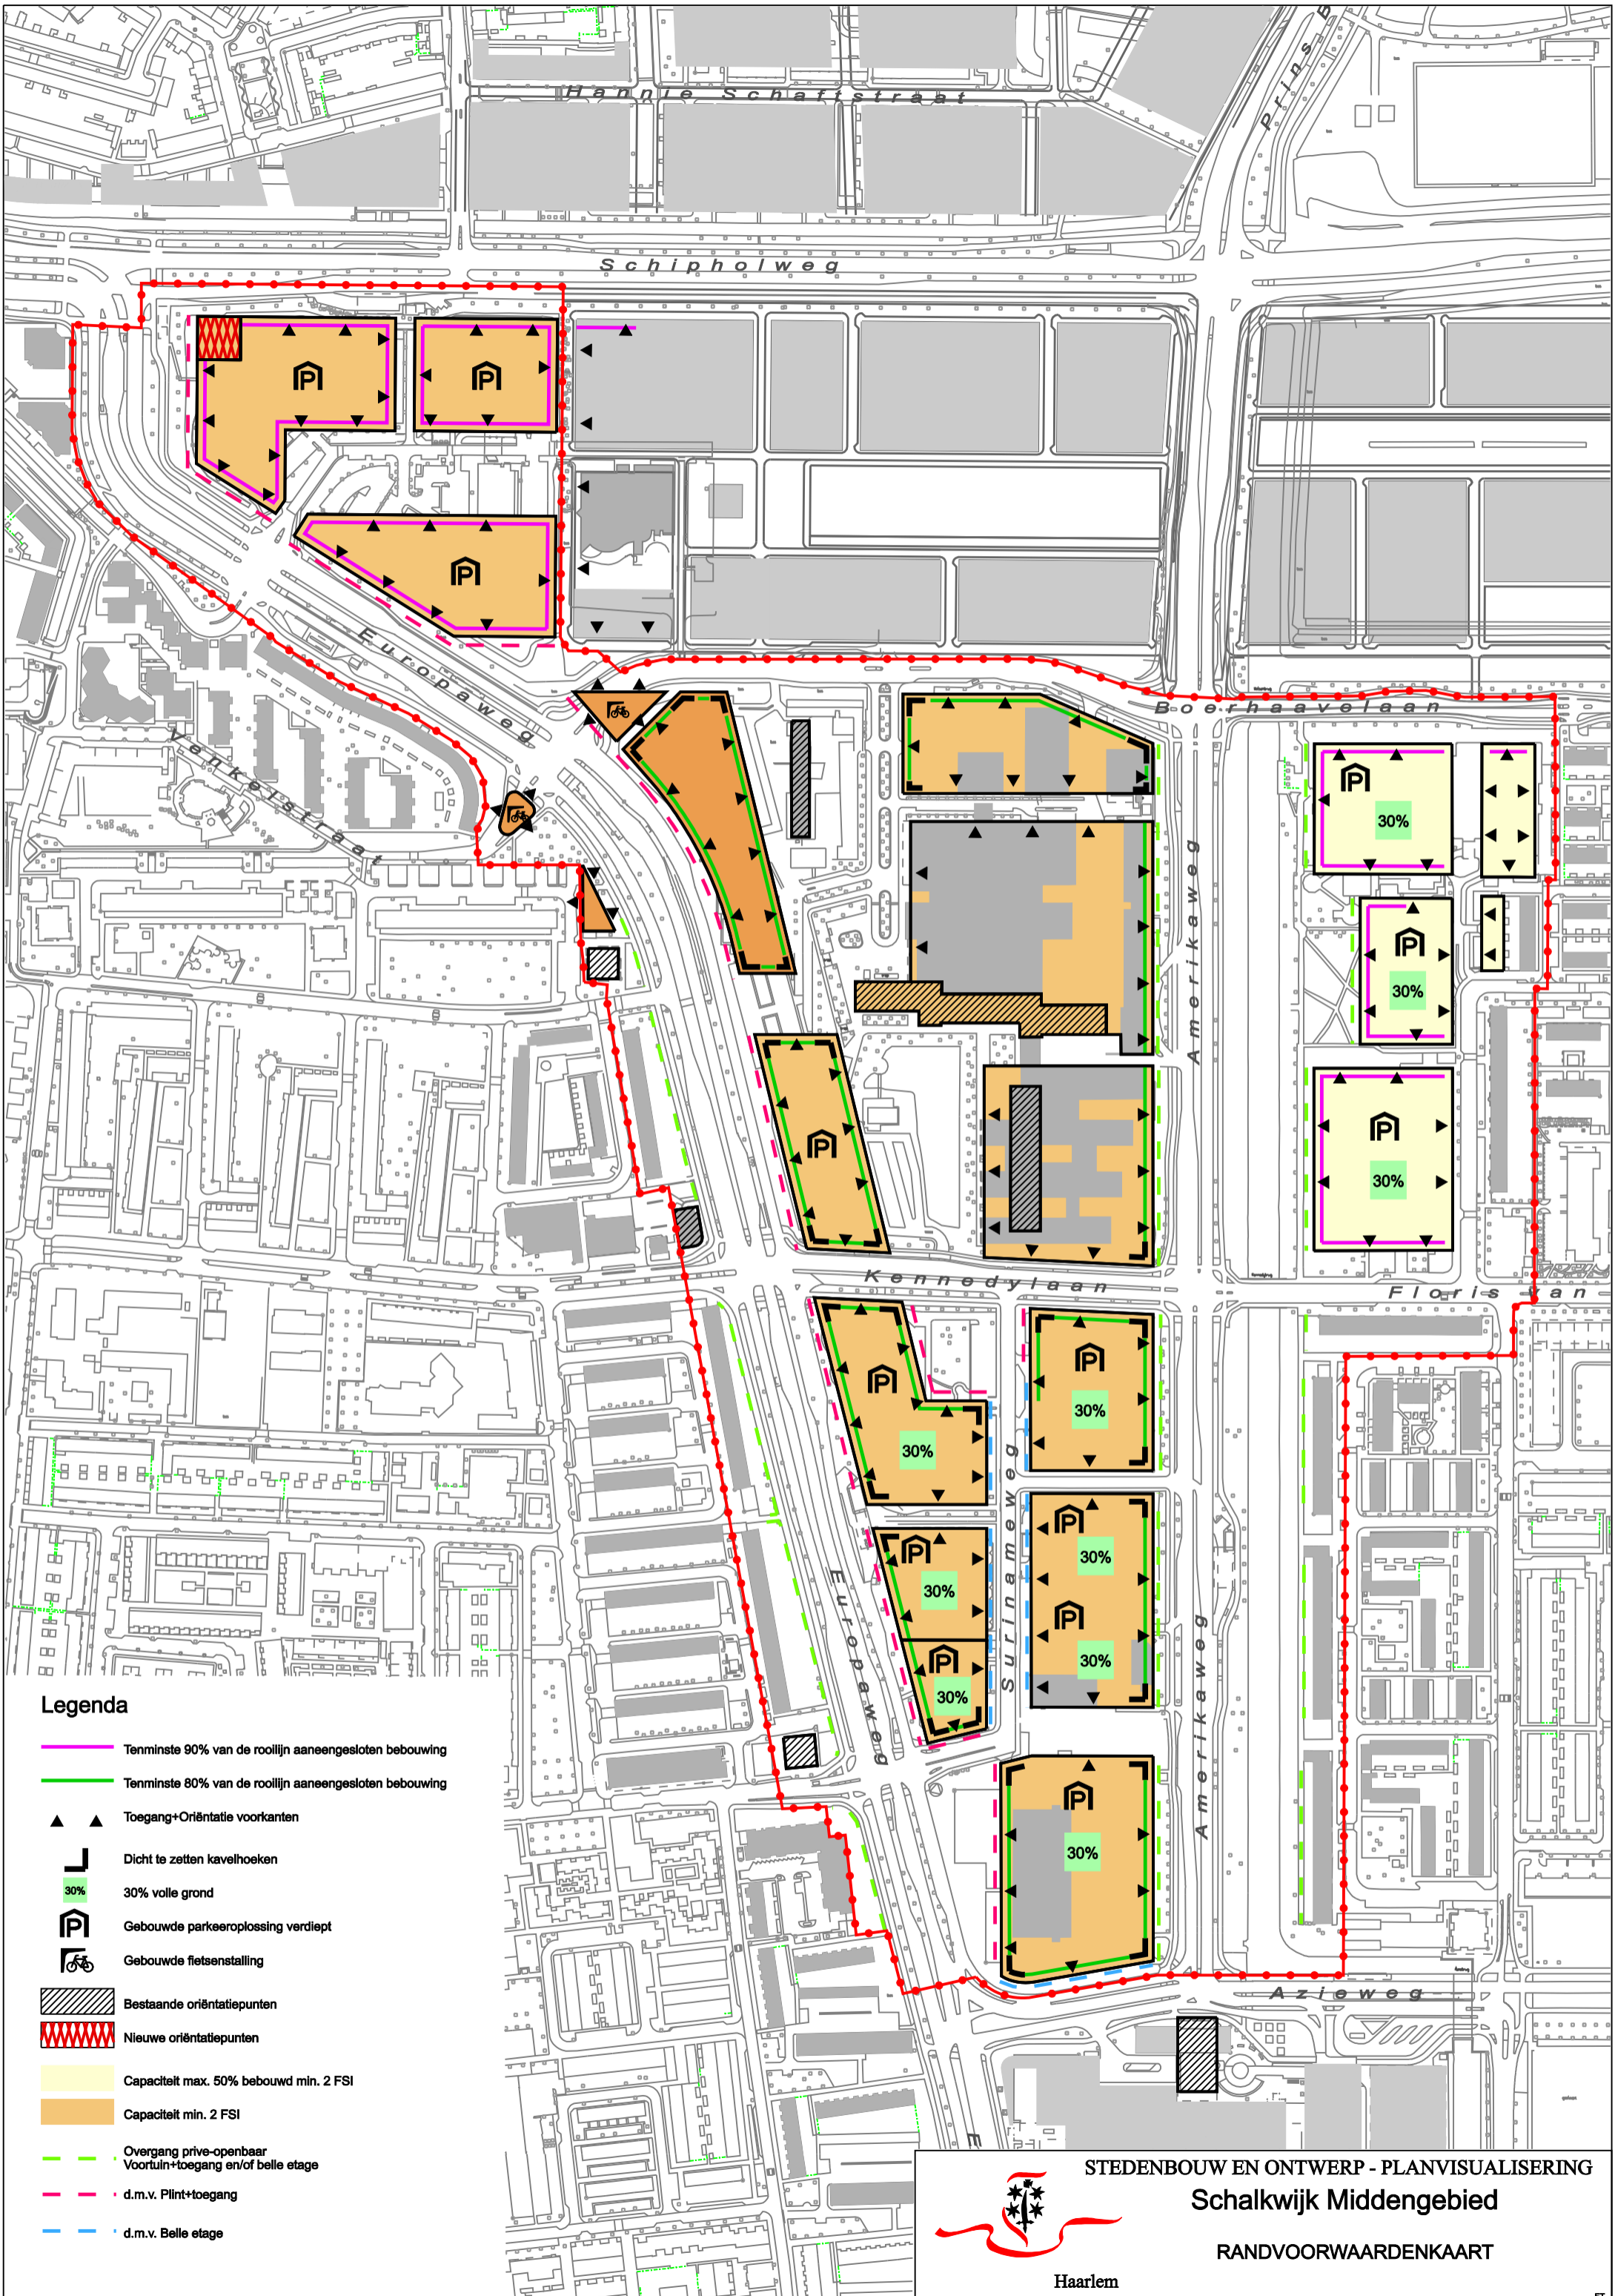 Hannie Schaftstraat
Prins B
Schipholweg
Europaweg
Venkelstraat
Boerhaavelaan
30%
Amerikaweg
30%
30%
Kennedylaan
Floris van
30%
30%
Surinameweg
30%
30%
30%
30%
Europaweg
Amerikaweg
30%
Azieweg
E
Legenda
Tenminste 90% van de rooilijn aaneengesloten bebouwing
Tenminste 80% van de rooilijn aaneengesloten bebouwing
Toegang+Oriëntatie voorkanten
Dicht te zetten kavelhoeken
30% 30% volle grond
P Gebouwde parkeeroplossing verdiept
Gebouwde fietsenstalling
Bestaande oriëntatiepunten
Nieuwe oriëntatiepunten
Capaciteit max. 50% bebouwd min. 2 FSI
Capaciteit min. 2 FSI
Overgang prive-openbaar
Voortuin+toegang en/of belle etage
d.m.v. Plint+toegang
d.m.v. Belle etage
STEDENBOUW EN ONTWERP - PLANVISUALISERING
Schalkwijk Middengebied
RANDVOORWAARDENKAART
Haarlem